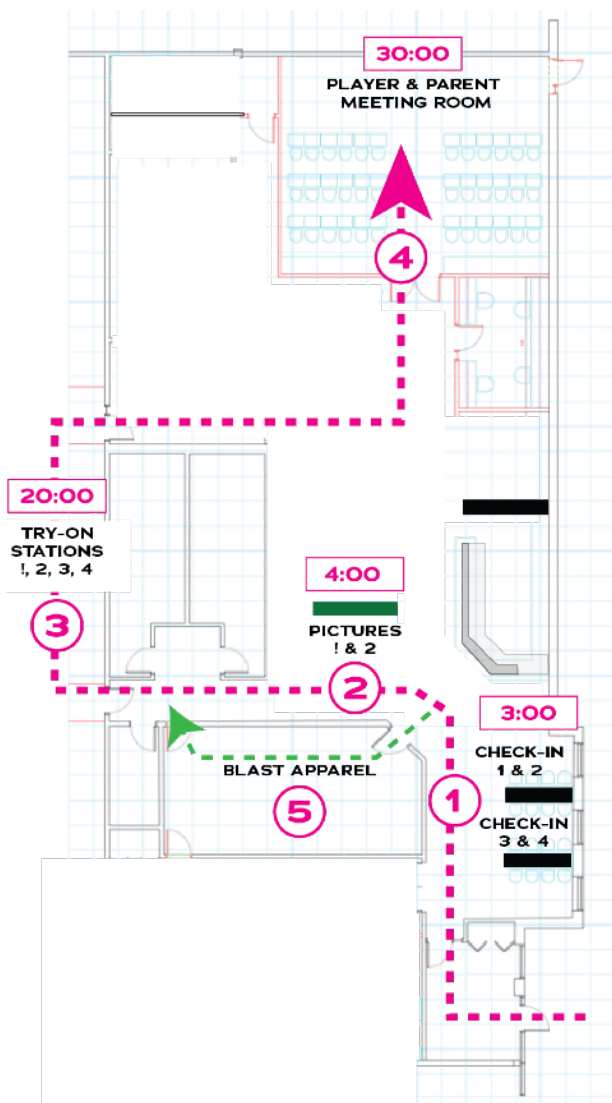 30:00
PLAYER & PARENT
MEETING ROOM
4
20:00
TRY-ON
STATIONS
!, 2, 3, 4
3
4:00
PICTURES
! & 2
2
3:00
CHECK-IN
1 & 2
1
CHECK-IN
3 & 4
BLAST APPAREL
5